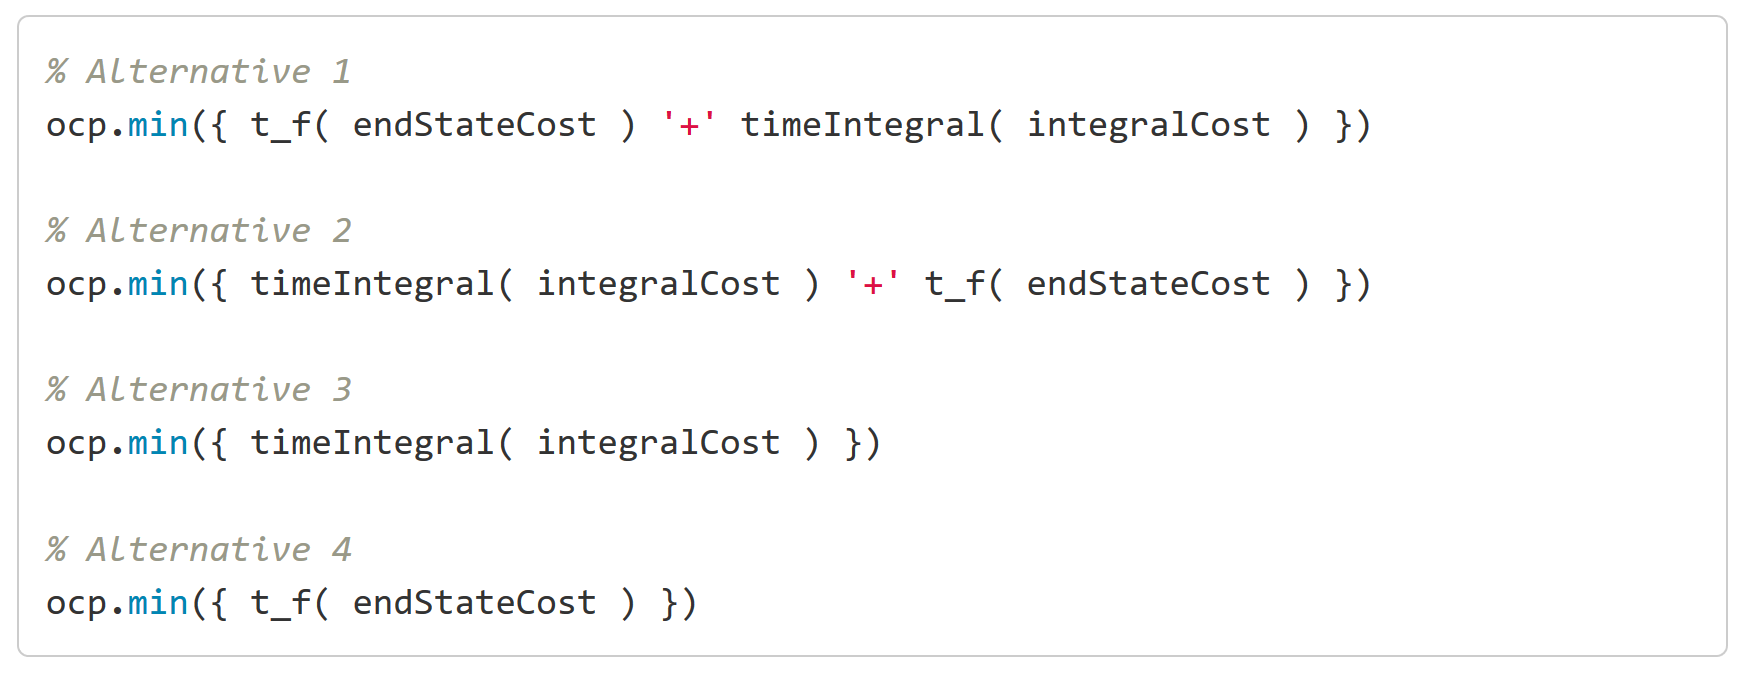 % Alternative 1
ocp.min({ t_f( endStateCost ) '+' timeIntegral( integralCost ) })
% Alternative 2
ocp.min({ timeIntegral( integralCost ) '+' t_f( endStateCost ) })
% Alternative 3
ocp.min({ timeIntegral( integralCost ) })
% Alternative 4
ocp.min({ t_f( endStateCost ) })